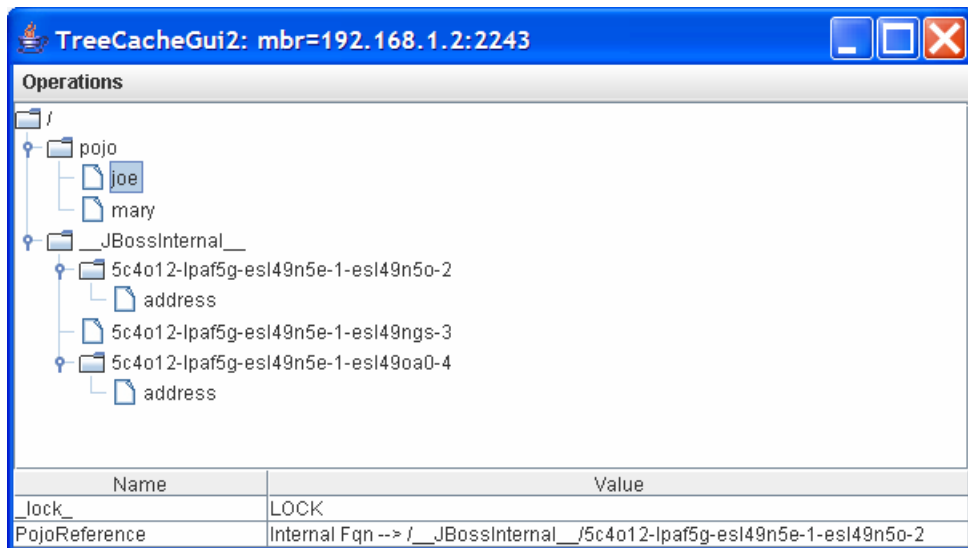 TreeCacheGui2: mbr=192.168.1.2:2243
Operations
/
pojo
joe
mary
__JBossInternal__
5c4o12-lpaf5g-esl49n5e-1-esl49n5o-2
address
5c4o12-lpaf5g-esl49n5e-1-esl49ngs-3
5c4o12-lpaf5g-esl49n5e-1-esl49oa0-4
address
Name Value
_lock_ LOCK
PojoReference Internal Fqn --> /__JBossInternal__/5c4o12-lpaf5g-esl49n5e-1-esl49n5o-2